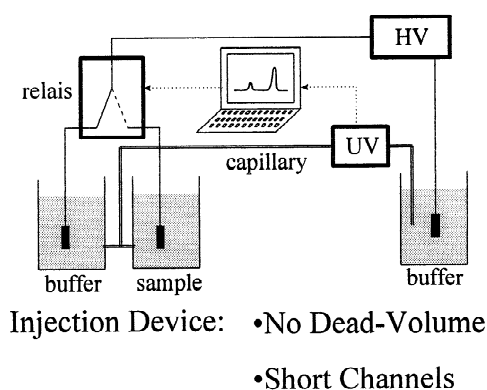 HV
relais
UV
capillary
buffer
sample
buffer
Injection Device: •No Dead-Volume
•Short Channels